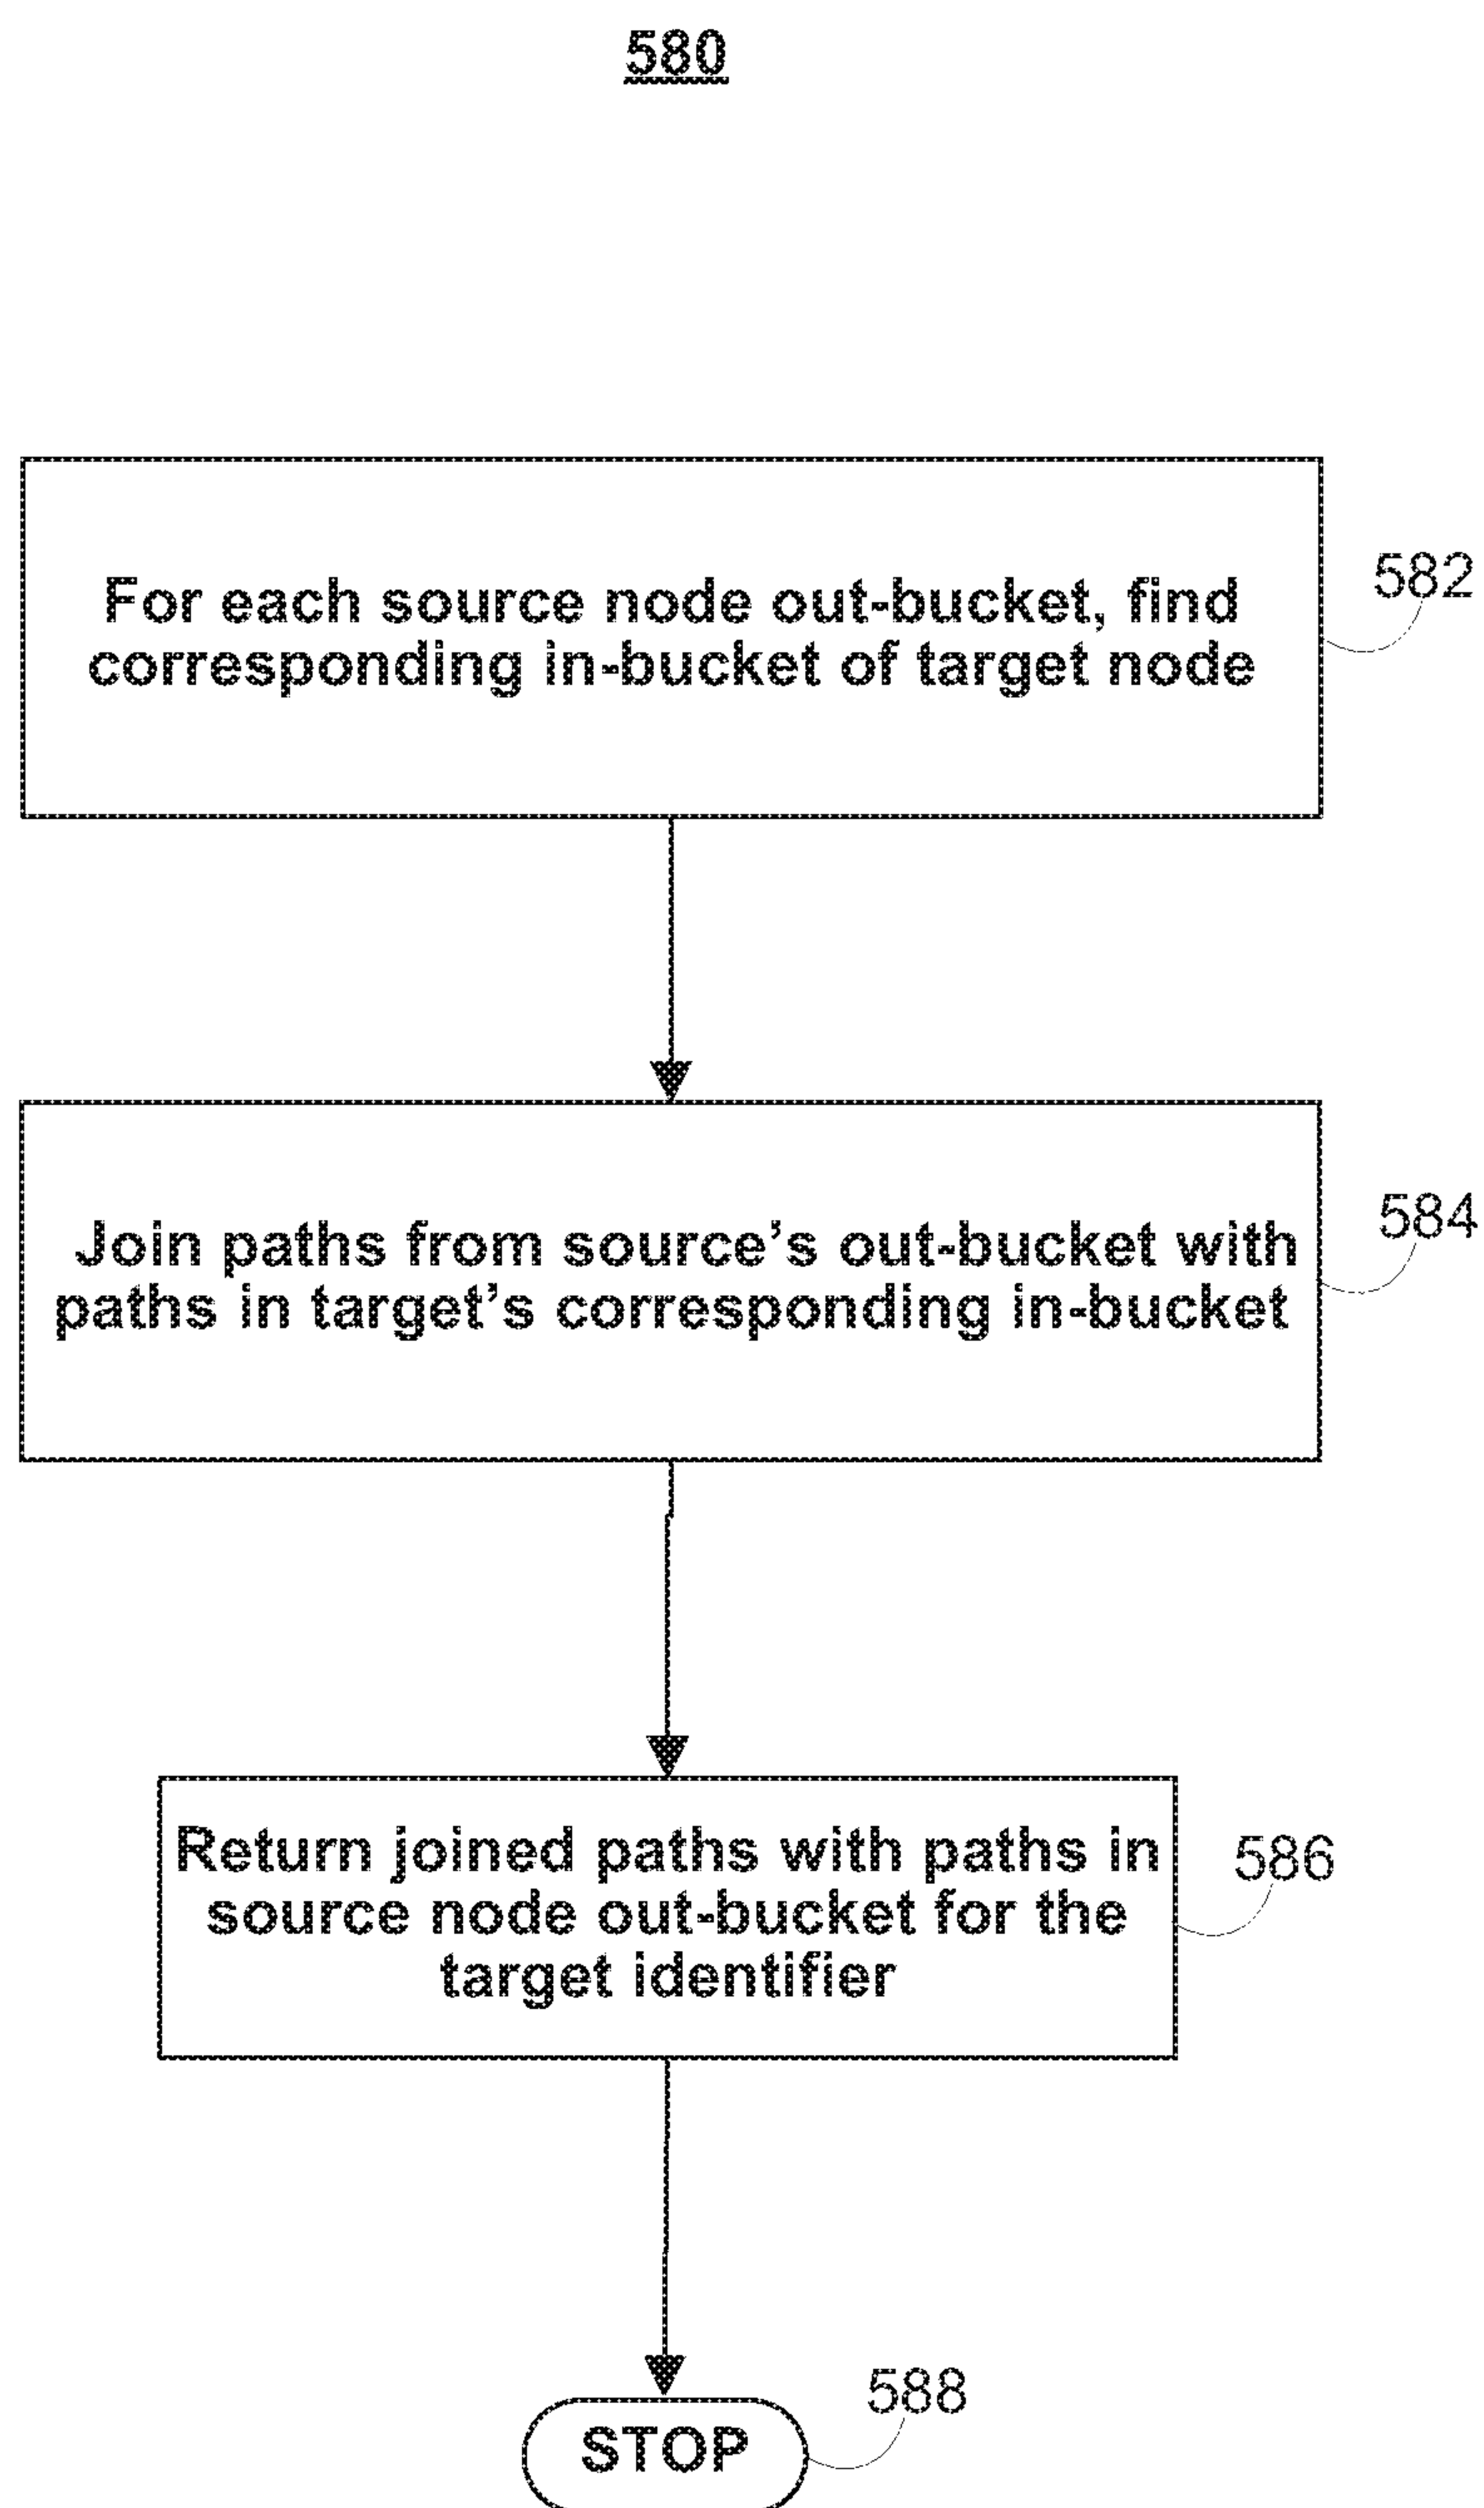 580
For each source node out-bucket, find
corresponding in-bucket of target node
582
Join paths from source’s out-bucket with
paths in target’s corresponding in-bucket
584
Return joined paths with paths in
source node out-bucket for the
target identifier
586
STOP
588